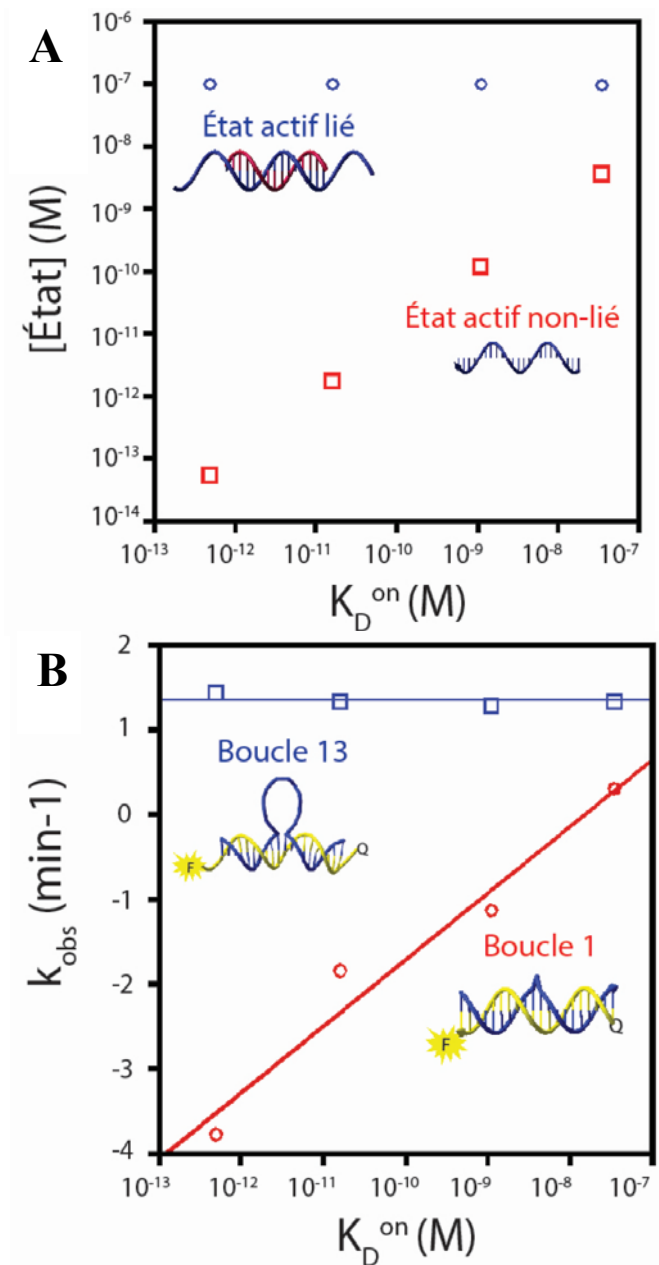 A
10⁻⁶
10⁻⁷
10⁻⁸
10⁻⁹
10⁻¹⁰
10⁻¹¹
10⁻¹²
10⁻¹³
10⁻¹⁴
[État] (M)
État actif lié
État actif non-lié
10⁻¹³ 10⁻¹² 10⁻¹¹ 10⁻¹⁰ 10⁻⁹ 10⁻⁸ 10⁻⁷
K_D^on (M)
B
2
1
0
-1
-2
-3
-4
k_obs (min-1)
Boucle 13
F Q
Boucle 1
F Q
10⁻¹³ 10⁻¹² 10⁻¹¹ 10⁻¹⁰ 10⁻⁹ 10⁻⁸ 10⁻⁷
K_D^on (M)